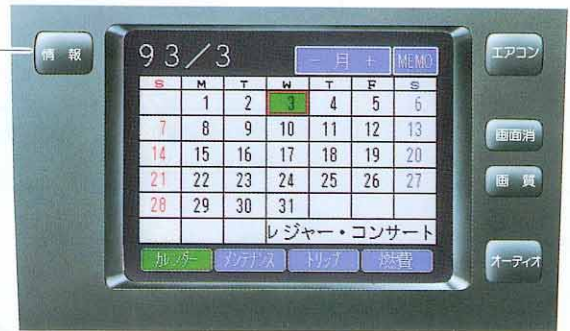 情 報
エアコン
画面消
画 質
オーディオ
93/3
- 月 +
MEMO
S M T W T F S
1 2 3 4 5 6
7 8 9 10 11 12 13
14 15 16 17 18 19 20
21 22 23 24 25 26 27
28 29 30 31
レジャー・コンサート
カレンダー メンテナンス トリップ 燃費